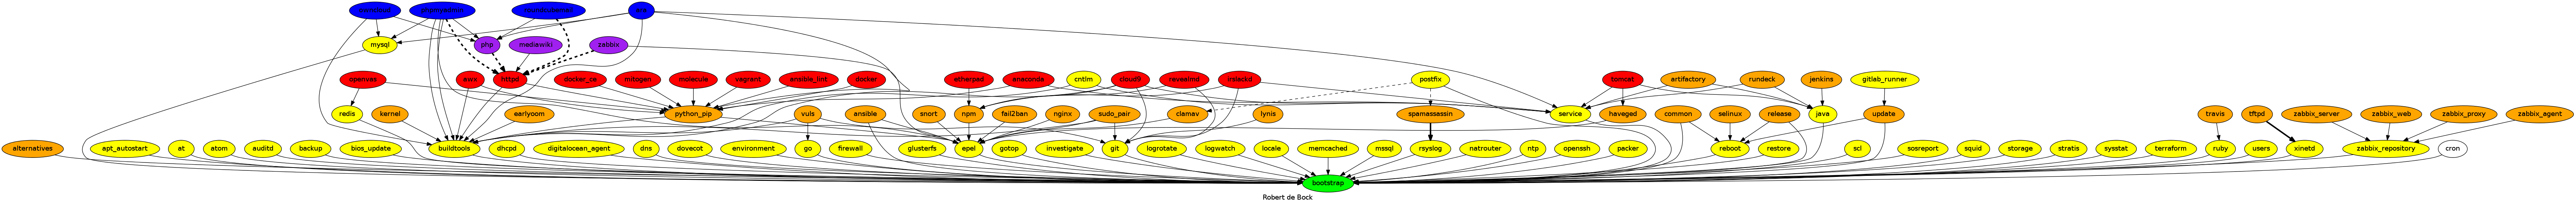 phpmyadmin ara
mysql php mediawiki zabbix
openvas awx httpd docker_ce mitogen molecule vagrant ansible_lint docker etherpad anaconda cntlm cloud9 revealmd irslackd postfix tomcat artifactory rundeck jenkins gitlab_runner
redis kernel earlyoom python_pip vuls ansible snort npm fail2ban nginx sudo_pair clamav lynis spamassassin service haveged common selinux release java update travis tftpd zabbix_server zabbix_web zabbix_proxy zabbix_agent
alternatives apt_autostart at atom auditd backup bios_update buildtools dhcpd digitalocean_agent dns dovecot environment go firewall glusterfs epel gotop investigate git logrotate logwatch locale memcached mssql rsyslog natrouter ntp openssh packer reboot restore scl sosreport squid storage stratis sysstat terraform ruby users xinetd zabbix_repository cron
bootstrap
Robert de Bock